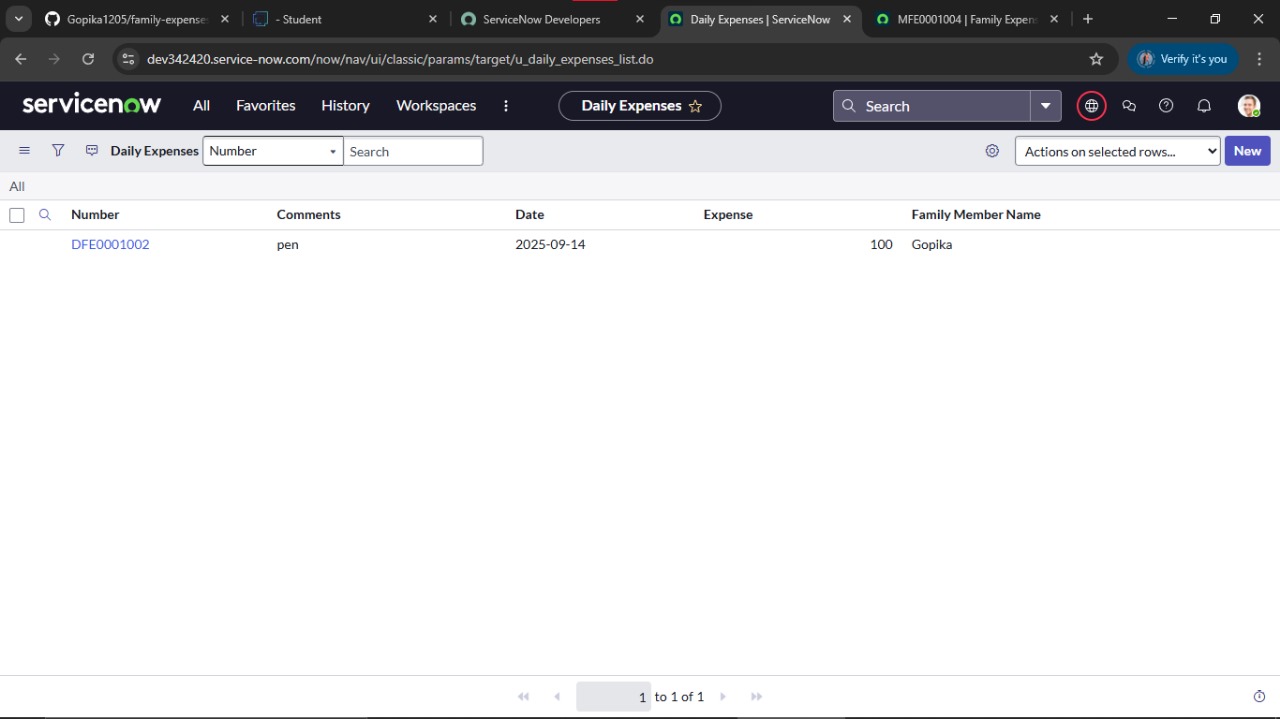 Gopika1205/family-expenses
- Student
ServiceNow Developers
Daily Expenses | ServiceNow
MFE0001004 | Family Expen
dev342420.service-now.com/now/nav/ui/classic/params/target/u_daily_expenses_list.do
Verify it's you
servicenow
All
Favorites
History
Workspaces
Daily Expenses
Search
Daily Expenses
Number
Search
Actions on selected rows...
New
All
Number Comments Date Expense Family Member Name
DFE0001002 pen 2025-09-14 100 Gopika
1 to 1 of 1